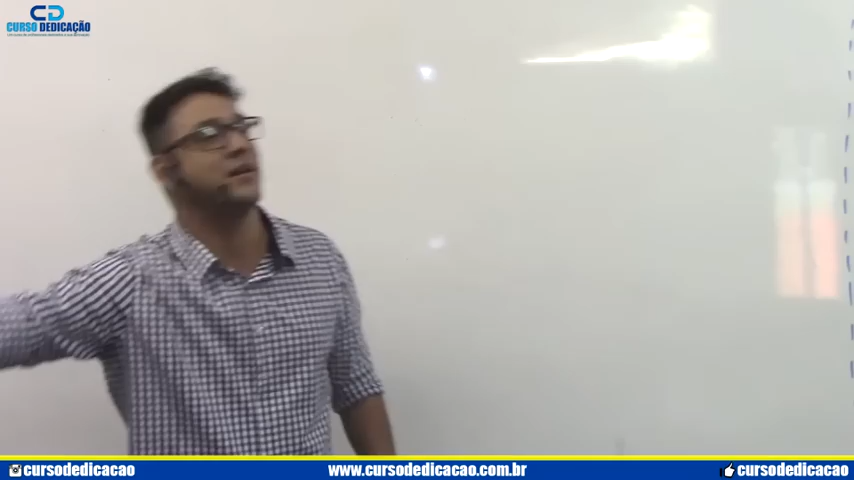 CD
CURSO DEDICAÇÃO
cursodedicacao
www.cursodedicacao.com.br
cursodedicacao